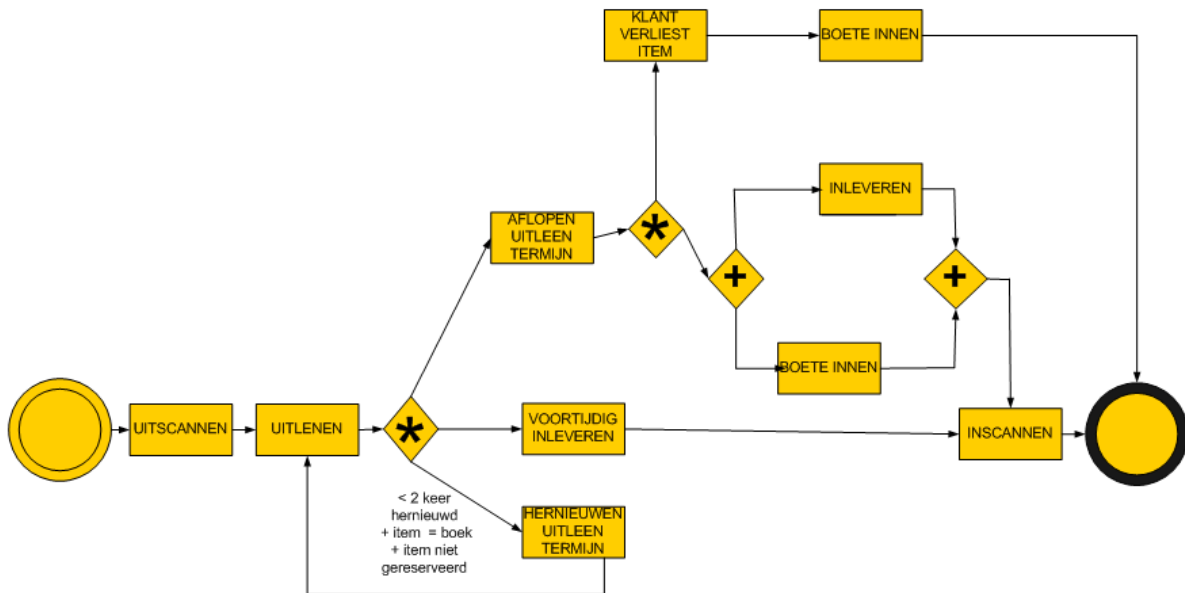 KLANT
VERLIEST
ITEM
BOETE INNEN
INLEVEREN
AFLOPEN
UITLEEN
TERMIJN
*
*
+
+
BOETE INNEN
UITSCANNEN
UITLENEN
VOORTIJDIG
INLEVEREN
INSCANNEN
< 2 keer
hernieuwd
+ item = boek
+ item niet
gereserveerd
HERNIEUWEN
UITLEEN
TERMIJN